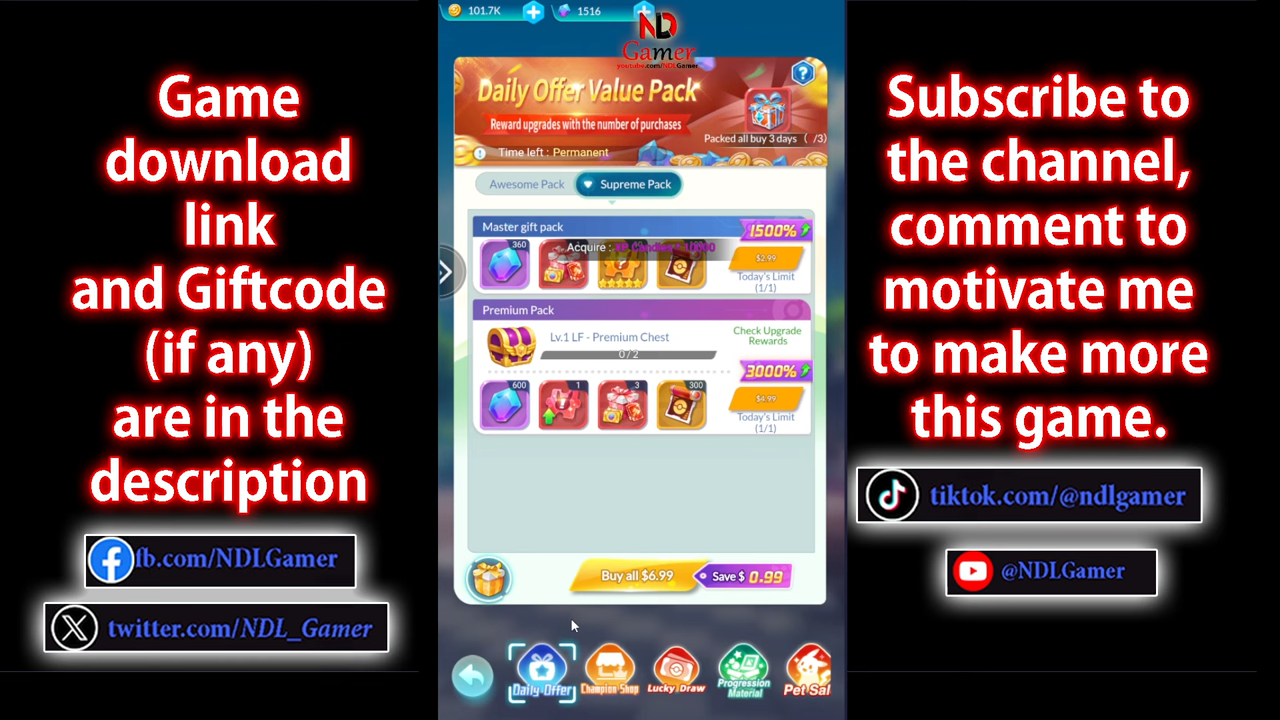 Game
download
link
and Giftcode
(if any)
are in the
description
fb.com/NDLGamer
twitter.com/NDL_Gamer
101.7K
1516
ND
Gamer
youtube.com/NDLGamer
Daily Offer Value Pack
Reward upgrades with the number of purchases
Packed all buy 3 days ( /3)
Time left : Permanent
Awesome Pack
Supreme Pack
Master gift pack
1500%
360
Acquire :
$2.99
Today's Limit
(1/1)
Premium Pack
Lv.1 LF - Premium Chest
0 / 2
Check Upgrade
Rewards
3000%
600
1
3
300
$4.99
Today's Limit
(1/1)
Buy all $6.99
Save $ 0.99
Daily Offer
Champion Shop
Lucky Draw
Progression
Material
Pet Sal
Subscribe to
the channel,
comment to
motivate me
to make more
this game.
tiktok.com/@ndlgamer
@NDLGamer